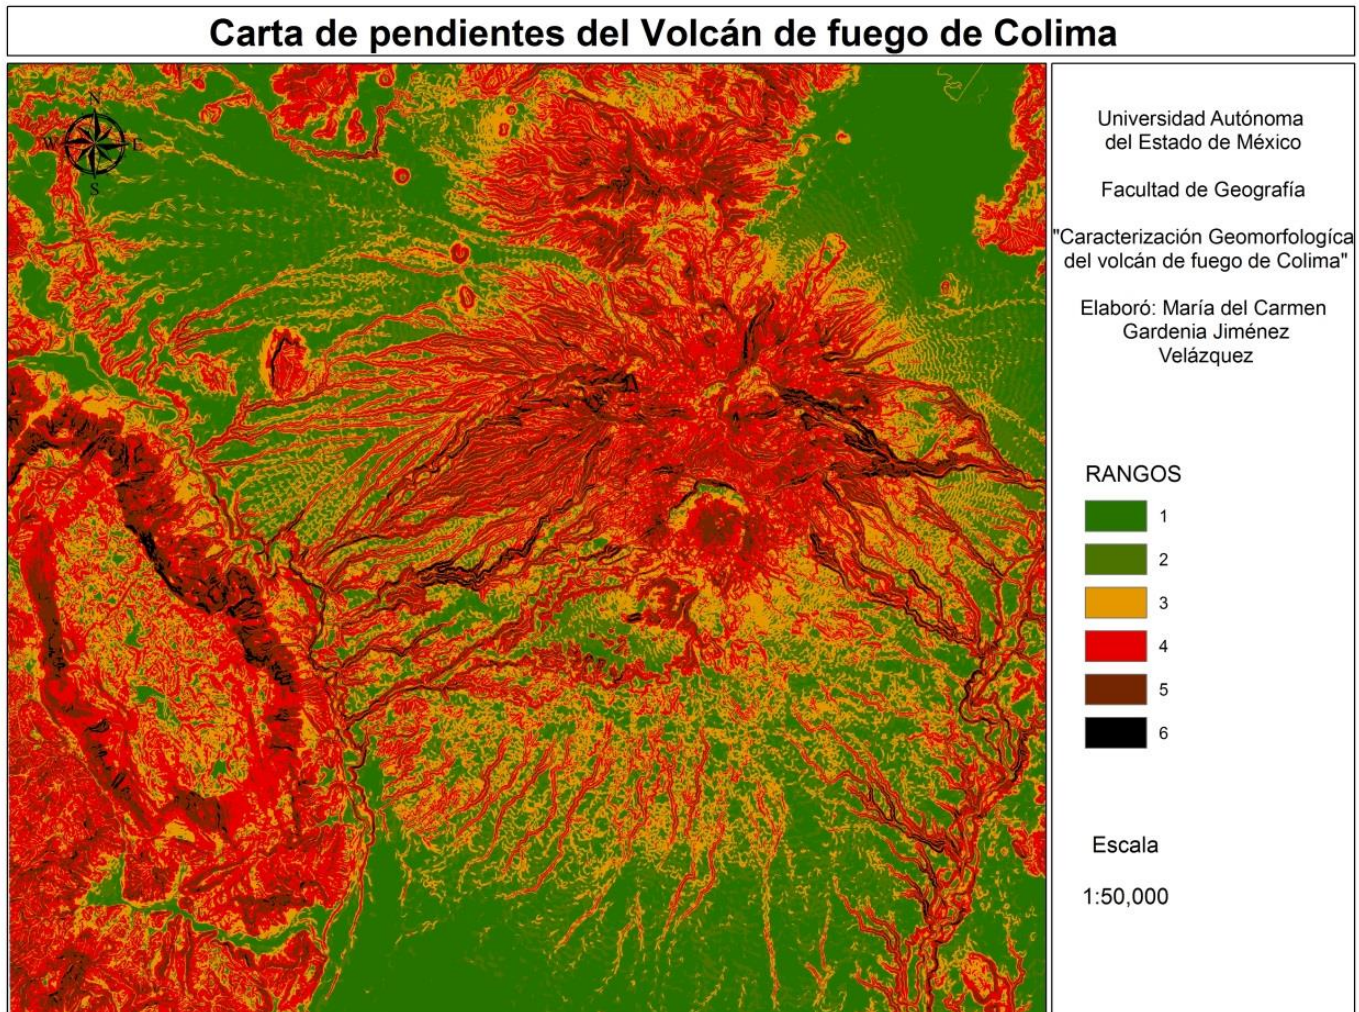 Carta de pendientes del Volcán de fuego de Colima
N
W E
S
Universidad Autónoma
del Estado de México
Facultad de Geografía
"Caracterización Geomorfologíca
del volcán de fuego de Colima"
Elaboró: María del Carmen
Gardenia Jiménez
Velázquez
RANGOS
1
2
3
4
5
6
Escala
1:50,000